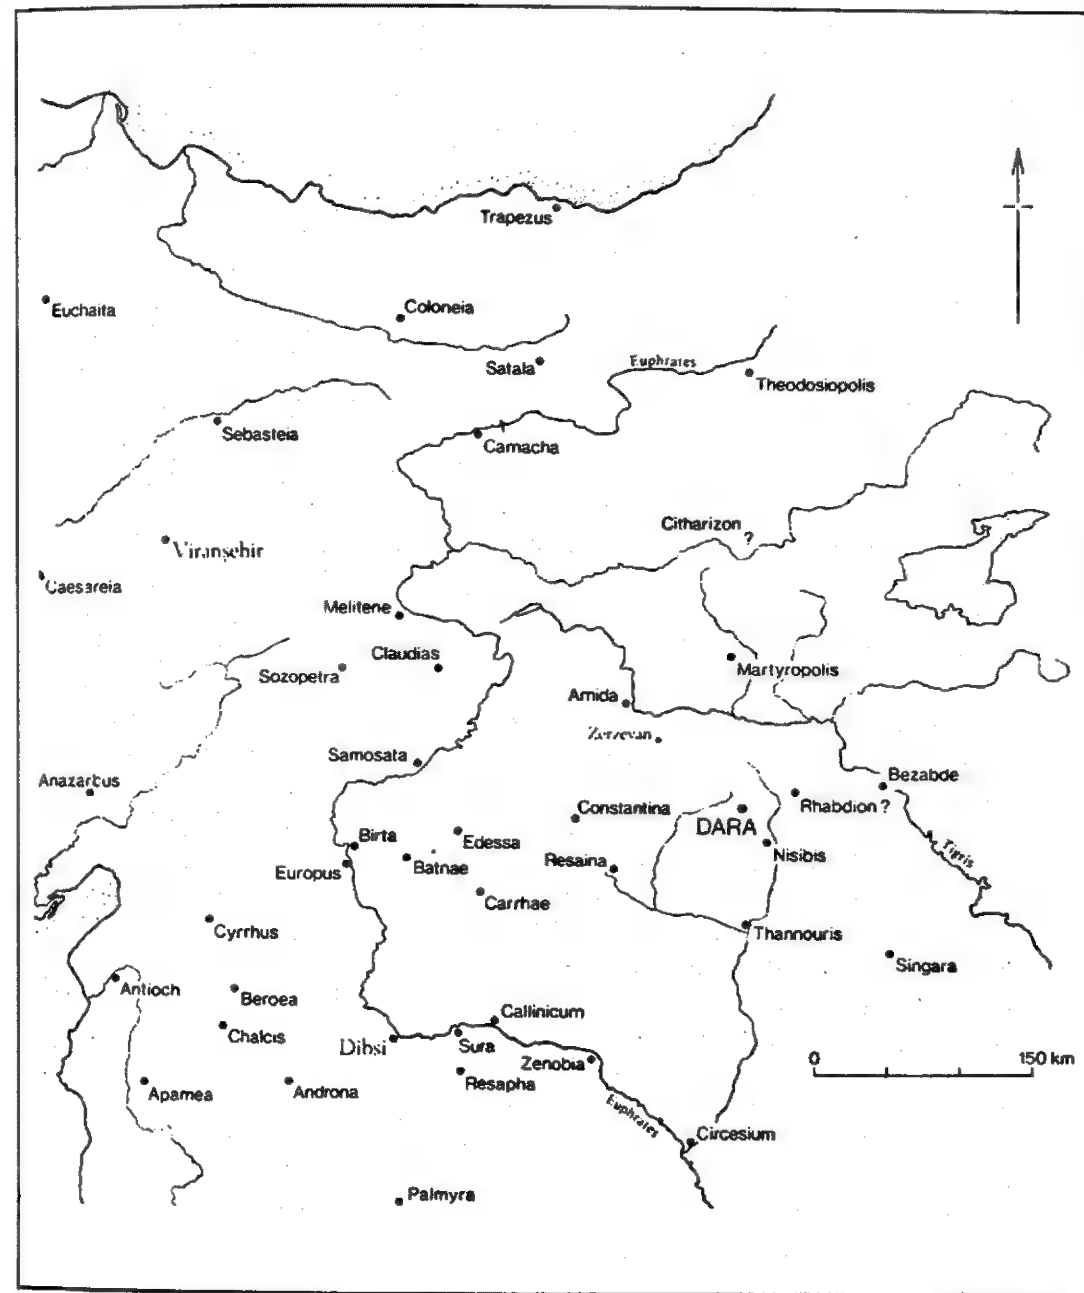 Trapezus
Euchaita
Coloneia
Satala
Euphrates
Theodosiopolis
Sebasteia
Camacha
Citharizon
?
Viranşehir
Caesareia
Melitene
Claudias
Sozopetra
Martyropolis
Amida
Zerzevan
Samosata
Anazarbus
Bezabde
Rhabdion ?
Constantina
DARA
Birta
Edessa
Nisibis
Tigris
Europus
Batnae
Resaina
Carrhae
Cyrrhus
Thannouris
Singara
Antioch
Beroea
Callinicum
Chalcis
Dibsi
Sura
Zenobia
0 150 km
Resapha
Apamea
Androna
Euphrates
Circesium
Palmyra